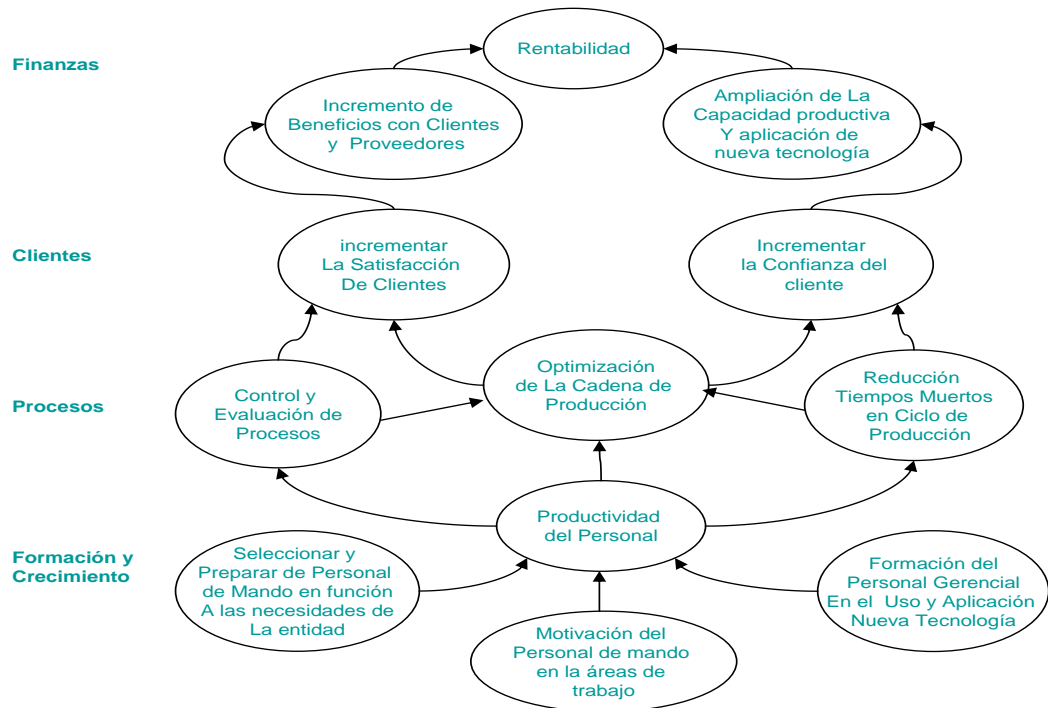 Finanzas
Rentabilidad
Incremento de
Beneficios con Clientes
y Proveedores
Ampliación de La
Capacidad productiva
Y aplicación de
nueva tecnología
Clientes
incrementar
La Satisfacción
De Clientes
Incrementar
la Confianza del
cliente
Procesos
Control y
Evaluación de
Procesos
Optimización
de La Cadena de
Producción
Reducción
Tiempos Muertos
en Ciclo de
Producción
Productividad
del Personal
Formación y
Crecimiento
Seleccionar y
Preparar de Personal
de Mando en función
A las necesidades de
La entidad
Motivación del
Personal de mando
en la áreas de
trabajo
Formación del
Personal Gerencial
En el Uso y Aplicación
Nueva Tecnología